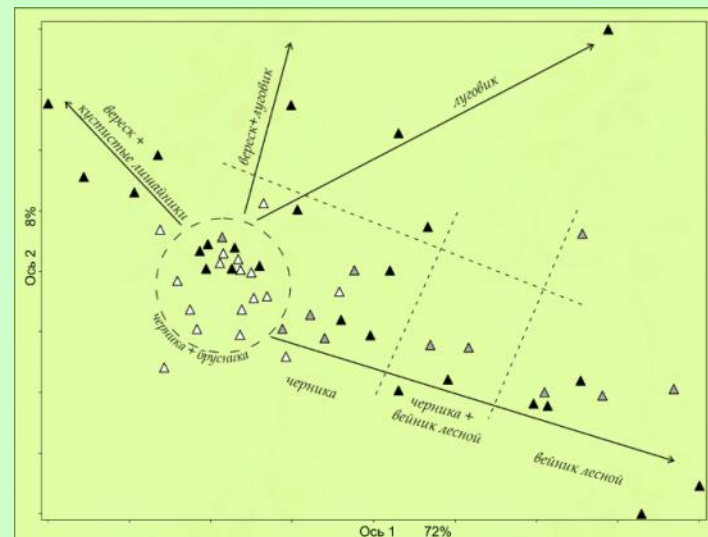 вереск +
кустистые лишайники
вереск+луговик
луговик
8%
Ось 2
черника + брусника
черника
черника +
вейник лесной
вейник лесной
Ось 1 72%